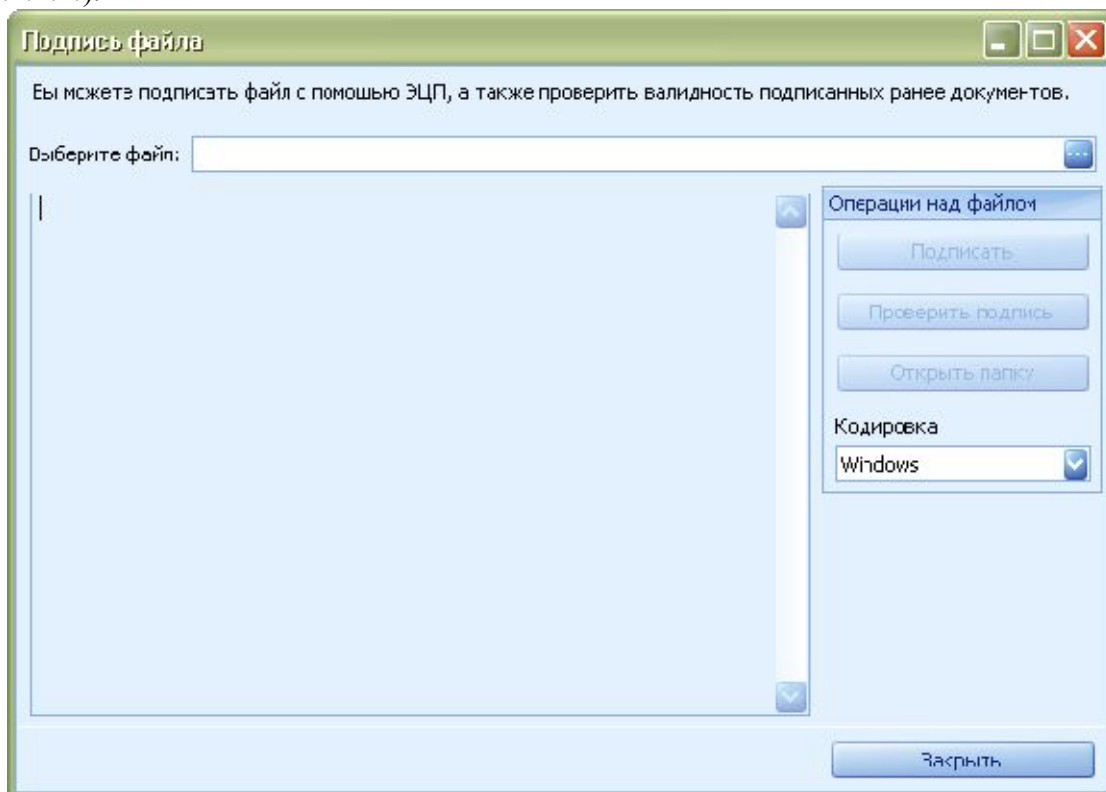 Подпись файла
Вы можете подписать файл с помошью ЭЦП, а также проверить валидность подписанных ранее документов.
Выберите файл:
Операции над файлом
Подписать
Проверить подпись
Открыть папку
Кодировка
Windows
Закрыть